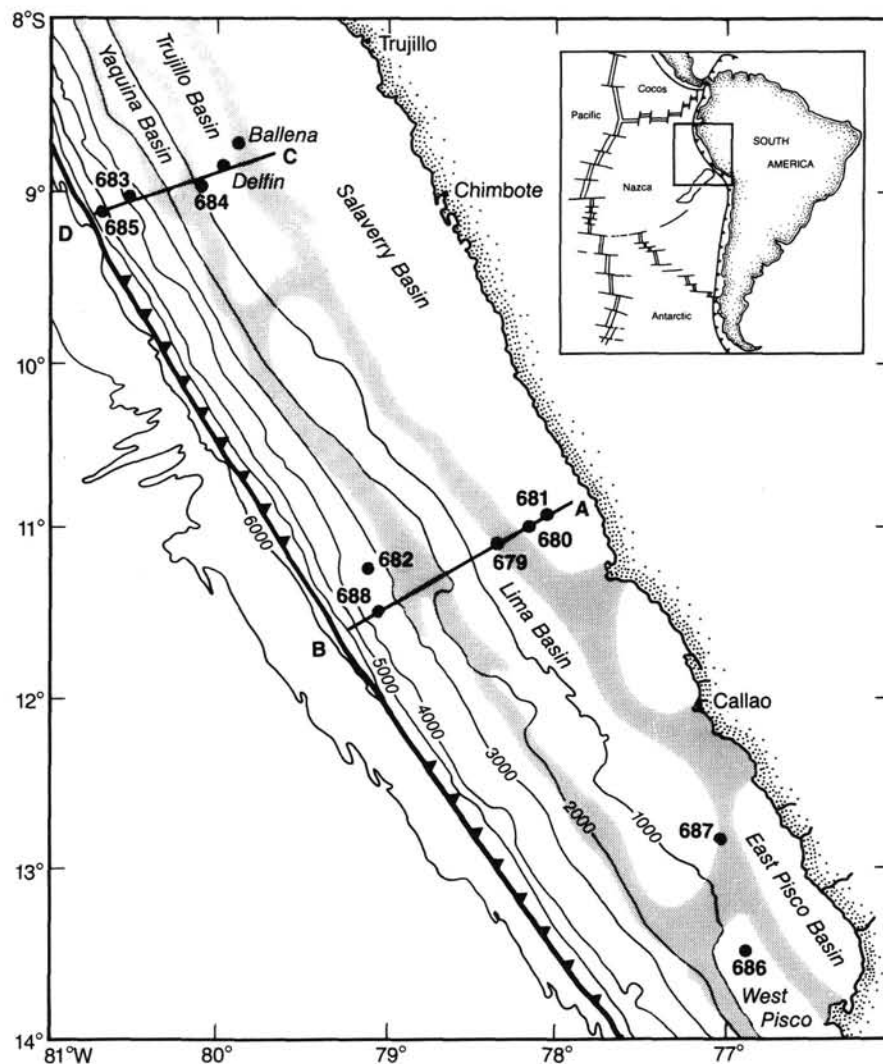 8°S
9°
10°
11°
12°
13°
14°
81°W
80°
79°
78°
77°
Trujillo
Chimbote
Callao
Yaquina Basin
Trujillo Basin
Salaverry Basin
Lima Basin
East Pisco Basin
West
Pisco
Ballena
C
Delfin
683
684
685
D
681
A
680
679
682
688
B
687
686
6000
5000
4000
3000
2000
1000
Cocos
Pacific
SOUTH
AMERICA
Nazca
Antarctic